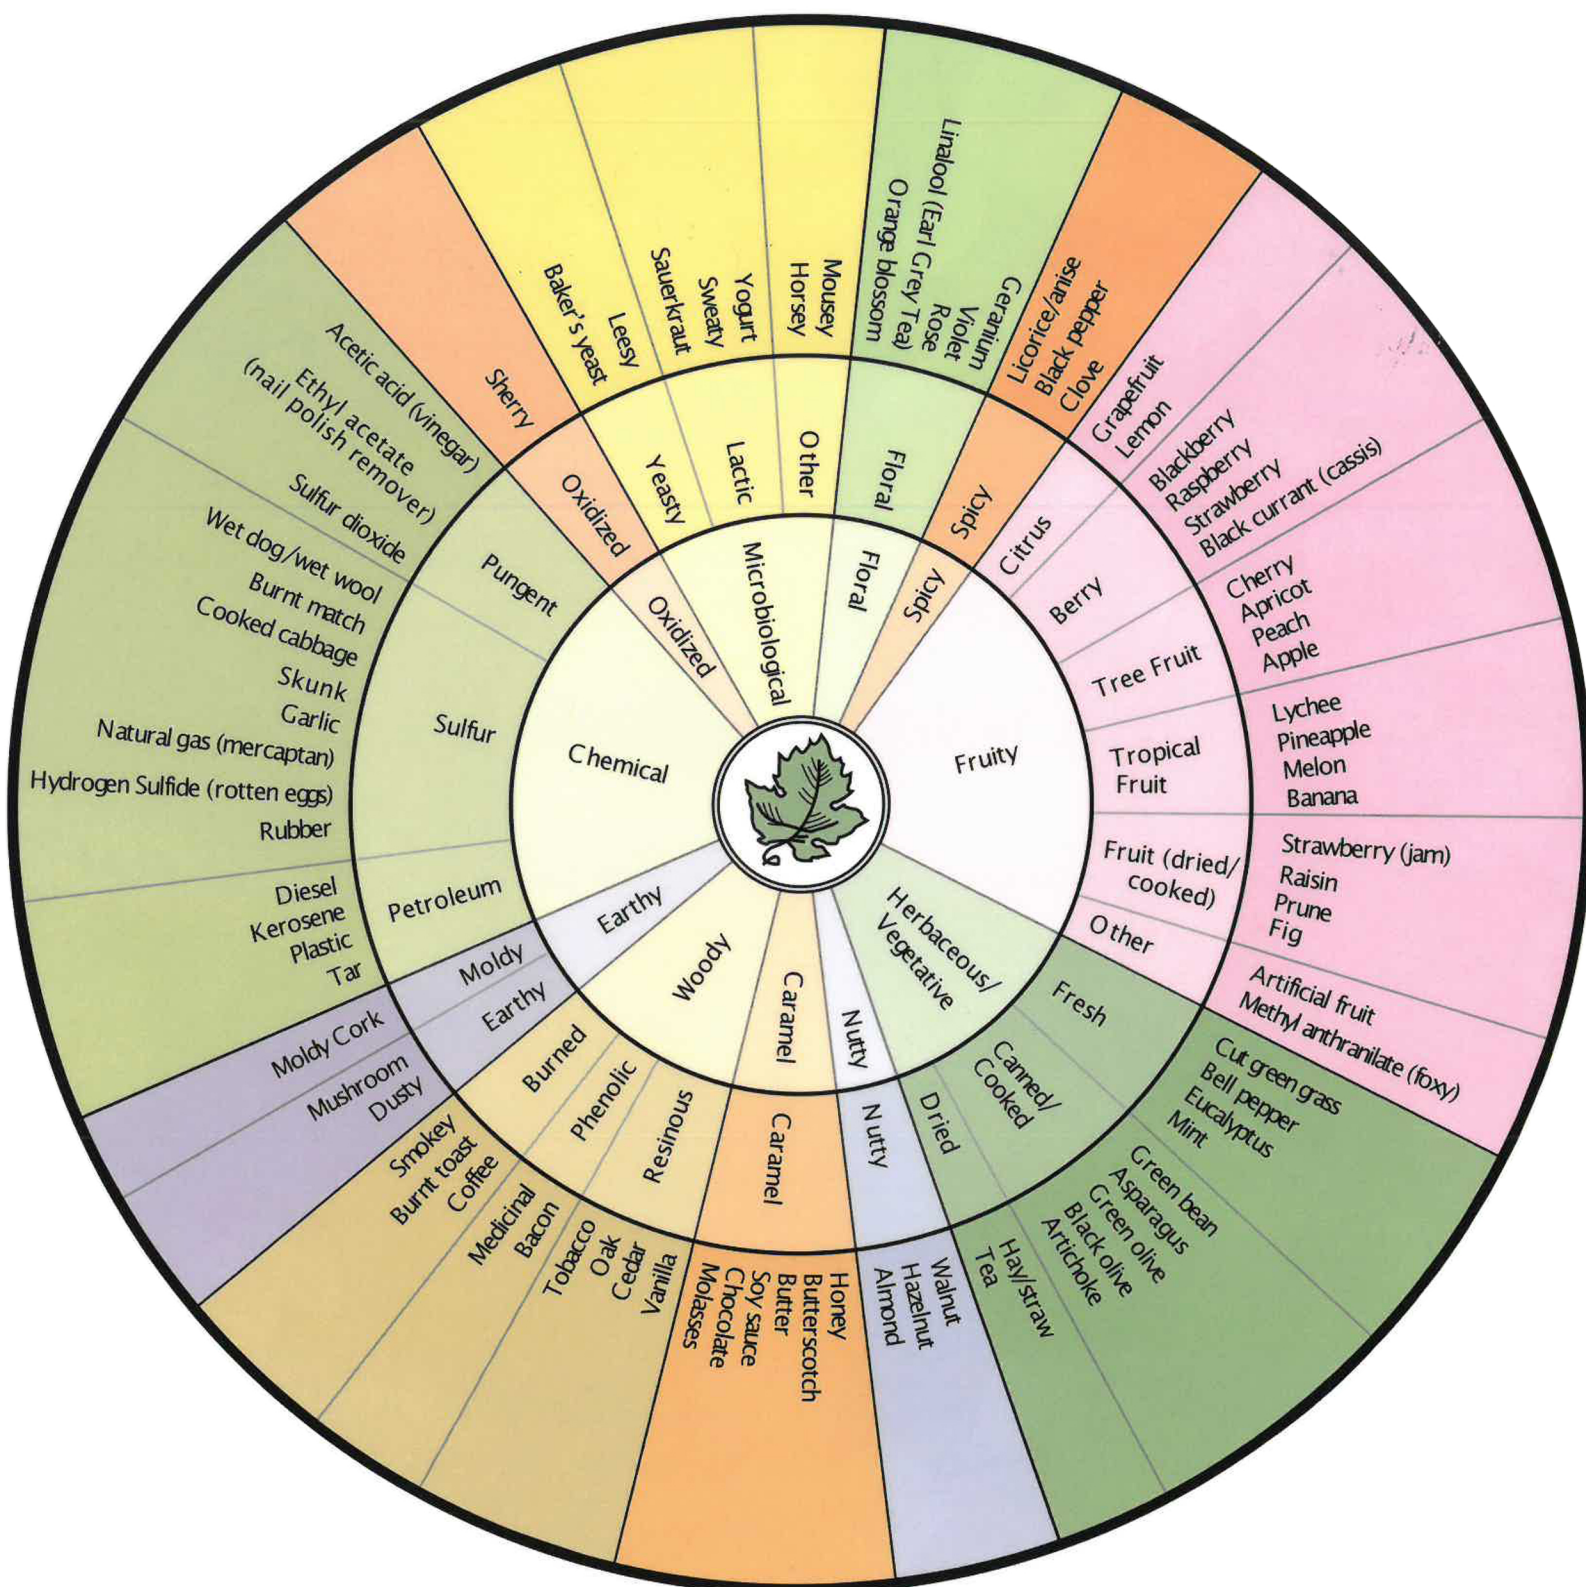 Fruity
Citrus
Grapefruit
Lemon
Berry
Blackberry
Raspberry
Strawberry
Black currant (cassis)
Tree Fruit
Cherry
Apricot
Peach
Apple
Tropical
Fruit
Lychee
Pineapple
Melon
Banana
Fruit (dried/
cooked)
Strawberry (jam)
Raisin
Prune
Fig
Other
Artificial fruit
Methyl anthranilate (foxy)
Herbaceous/
Vegetative
Fresh
Cut green grass
Bell pepper
Eucalyptus
Mint
Canned/
Cooked
Green bean
Asparagus
Green olive
Black olive
Artichoke
Dried
Hay/straw
Tea
Nutty
Nutty
Walnut
Hazelnut
Almond
Caramel
Caramel
Honey
Butterscotch
Butter
Soy sauce
Chocolate
Molasses
Woody
Resinous
Vanilla
Cedar
Oak
Tobacco
Phenolic
Bacon
Medicinal
Burned
Coffee
Burnt toast
Smokey
Earthy
Earthy
Dusty
Mushroom
Moldy
Moldy Cork
Chemical
Petroleum
Tar
Plastic
Kerosene
Diesel
Sulfur
Rubber
Hydrogen Sulfide (rotten eggs)
Natural gas (mercaptan)
Garlic
Skunk
Cooked cabbage
Burnt match
Wet dog/wet wool
Pungent
Sulfur dioxide
Ethyl acetate
(nail polish remover)
Acetic acid (vinegar)
Oxidized
Oxidized
Sherry
Microbiological
Yeasty
Baker's yeast
Leesy
Lactic
Sauerkraut
Sweaty
Yogurt
Other
Horsey
Mousey
Floral
Floral
Orange blossom
Linalool (Earl Grey Tea)
Rose
Violet
Geranium
Spicy
Spicy
Licorice/anise
Black pepper
Clove